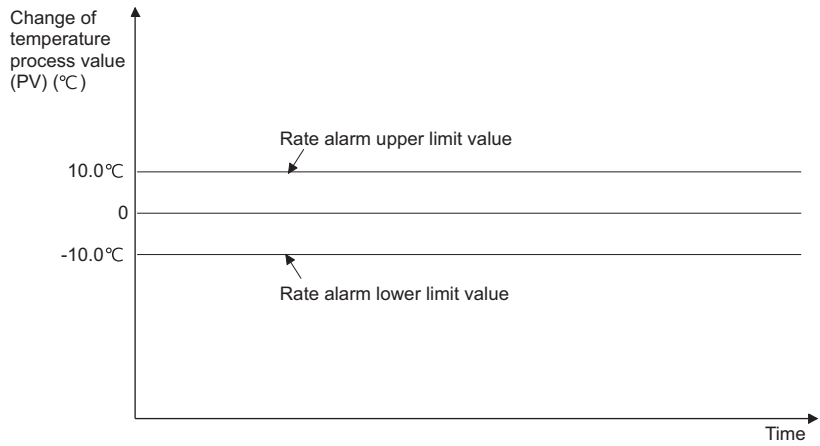 Change of
temperature
process value
(PV) (℃)
Rate alarm upper limit value
10.0℃
0
-10.0℃
Rate alarm lower limit value
Time